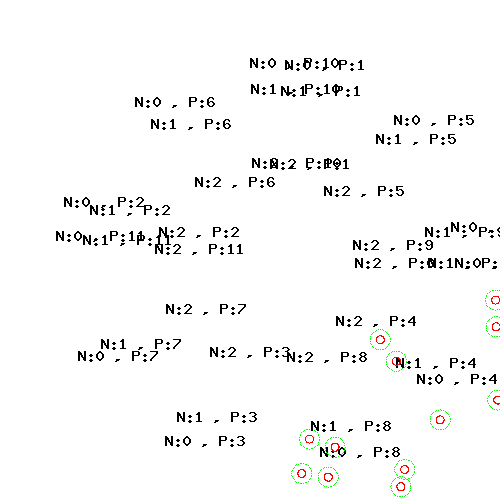 N:0 , P:10
N:0 , P:1
N:1 , P:10
N:1 , P:1
N:0 , P:6
N:0 , P:5
N:1 , P:6
N:1 , P:5
N:2 , P:10
N:2 , P:1
N:2 , P:6
N:2 , P:5
N:0 , P:2
N:1 , P:2
N:0
N:1 , P:9
N:2 , P:2
N:0 , P:11
N:1 , P:11
N:2 , P:9
N:2 , P:11
N:2 , P:
N:1
N:0
P:
N:2 , P:7
N:2 , P:4
N:1 , P:7
N:0 , P:7
N:2 , P:3
N:2 , P:8
N:1 , P:4
N:0 , P:4
N:1 , P:3
N:1 , P:8
N:0 , P:3
N:0 , P:8